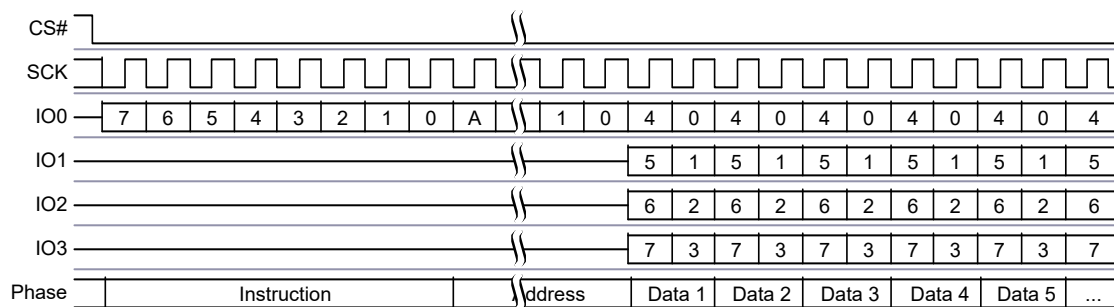 CS#
SCK
IO0 7 6 5 4 3 2 1 0 A 1 0 4 0 4 0 4 0 4 0 4 0 4
IO1 5 1 5 1 5 1 5 1 5 1 5
IO2 6 2 6 2 6 2 6 2 6 2 6
IO3 7 3 7 3 7 3 7 3 7 3 7
Phase Instruction Address Data 1 Data 2 Data 3 Data 4 Data 5 ...